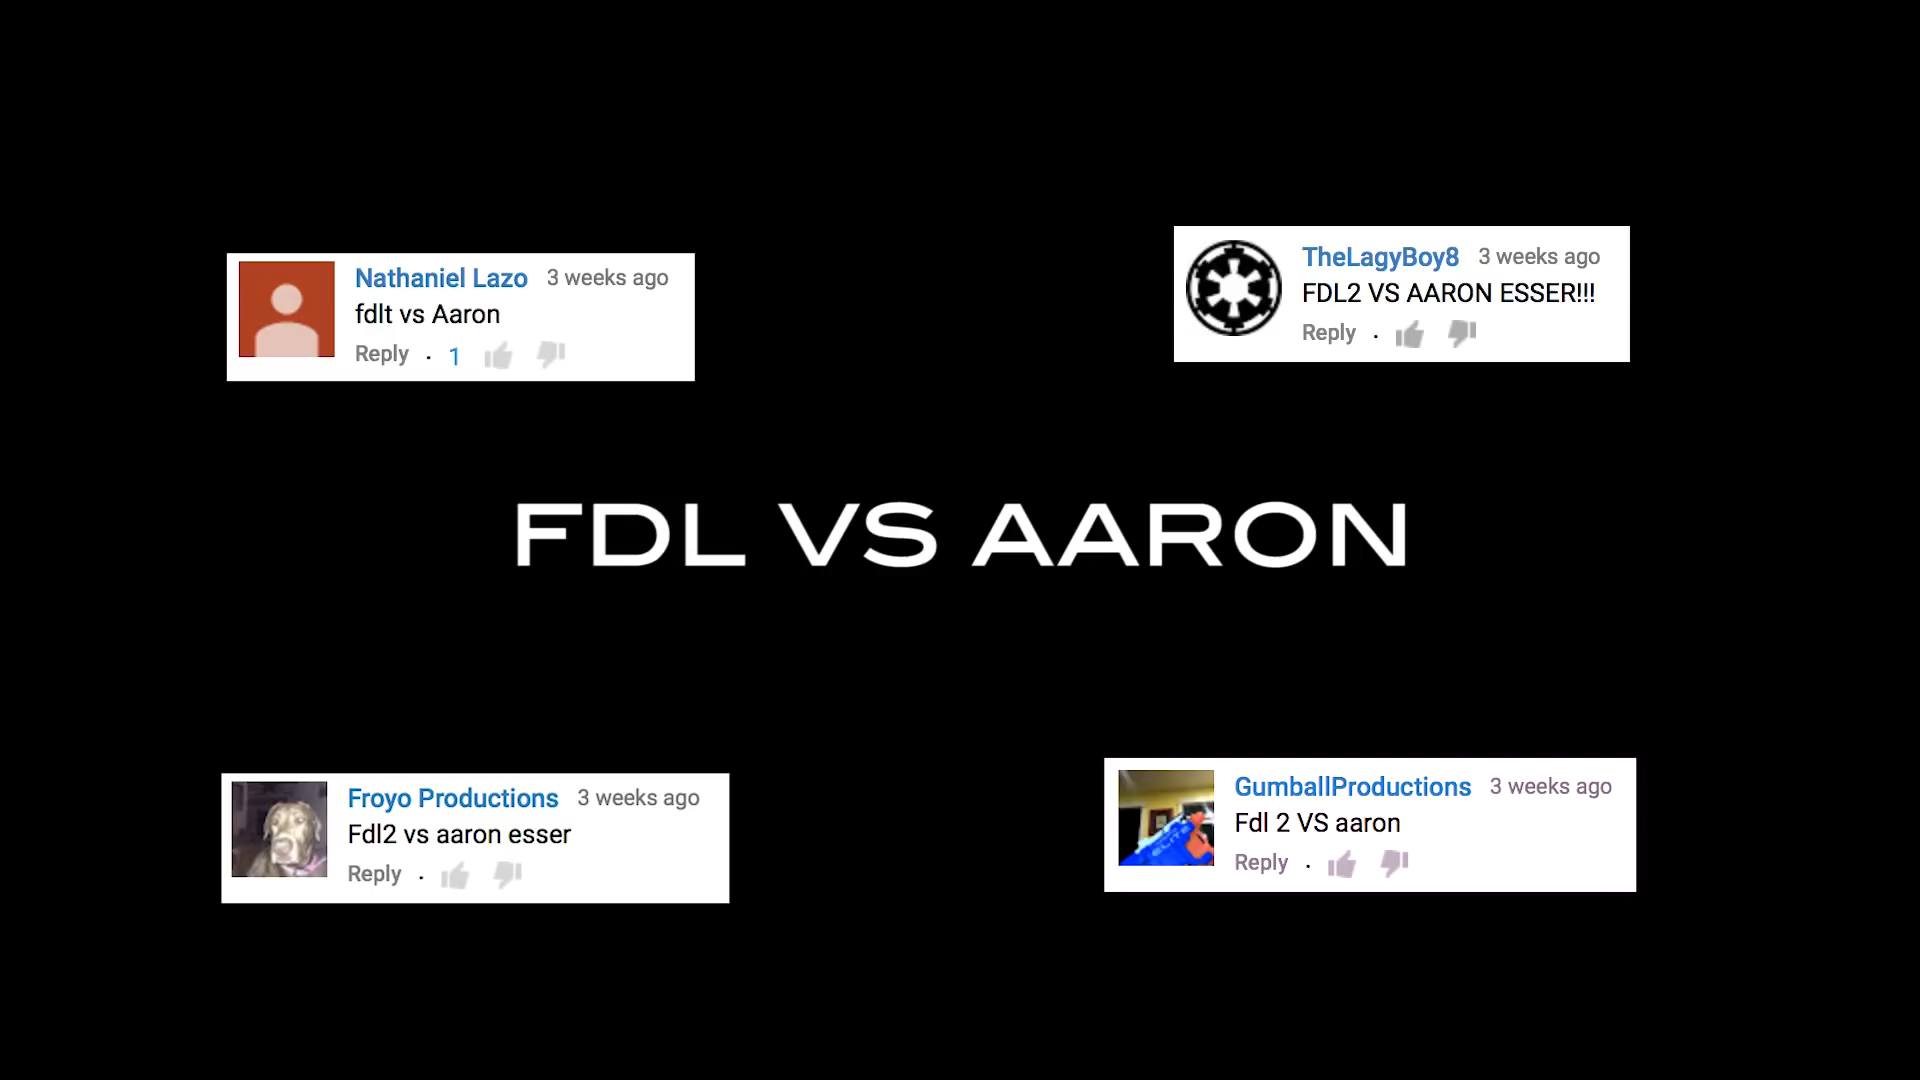 Nathaniel Lazo 3 weeks ago
fdlt vs Aaron
Reply · 1
TheLagyBoy8 3 weeks ago
FDL2 VS AARON ESSER!!!
Reply ·
FDL VS AARON
Froyo Productions 3 weeks ago
Fdl2 vs aaron esser
Reply ·
GumballProductions 3 weeks ago
Fdl 2 VS aaron
Reply ·
ELITE